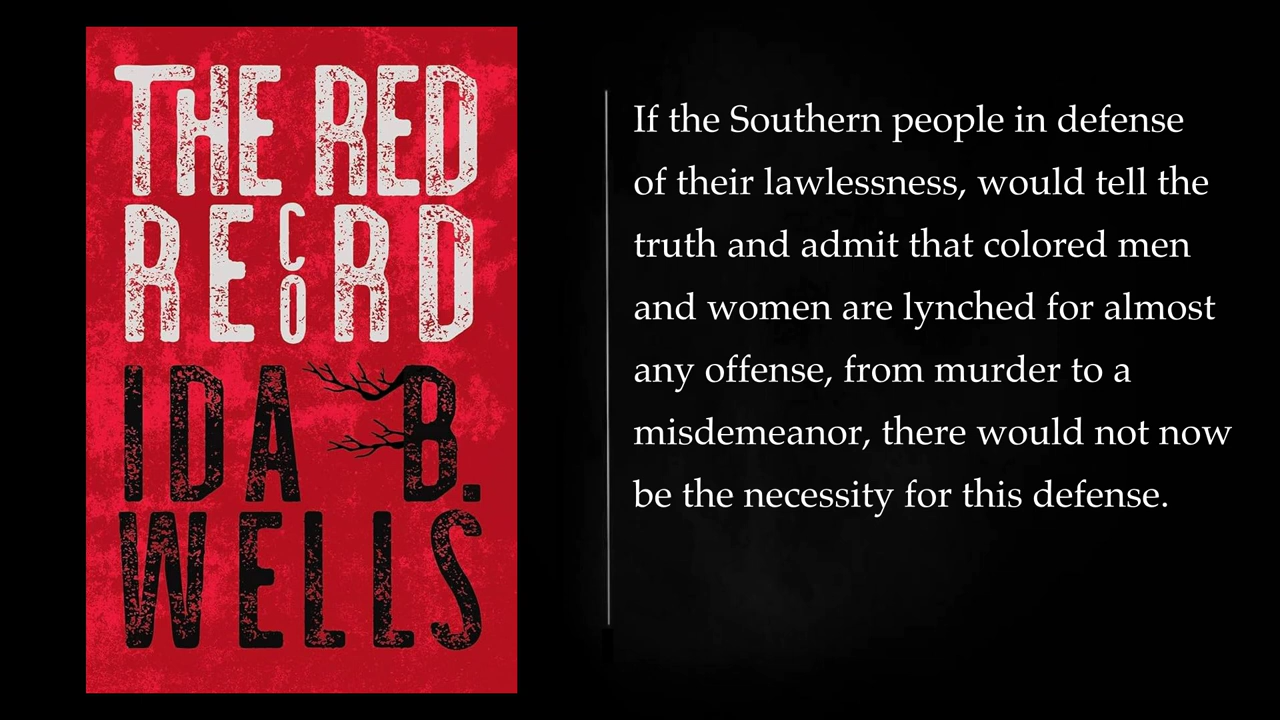 THE RED
RECORD
IDA B.
WELLS
If the Southern people in defense
of their lawlessness, would tell the
truth and admit that colored men
and women are lynched for almost
any offense, from murder to a
misdemeanor, there would not now
be the necessity for this defense.